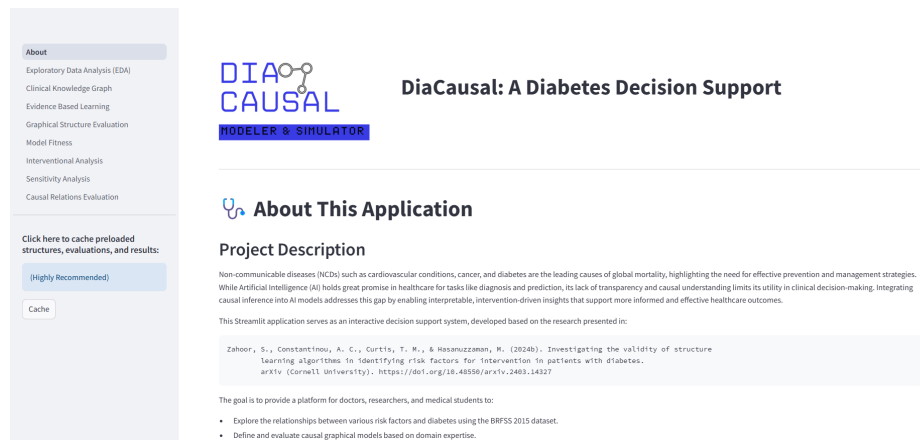 About
Exploratory Data Analysis (EDA)
Clinical Knowledge Graph
Evidence Based Learning
Graphical Structure Evaluation
Model Fitness
Interventional Analysis
Sensitivity Analysis
Causal Relations Evaluation
Click here to cache preloaded
structures, evaluations, and results:
(Highly Recommended)
Cache
DIA
CAUSAL
MODELER & SIMULATOR
DiaCausal: A Diabetes Decision Support
About This Application
Project Description
Non-communicable diseases (NCDs) such as cardiovascular conditions, cancer, and diabetes are the leading causes of global mortality, highlighting the need for effective prevention and management strategies.
While Artificial Intelligence (AI) holds great promise in healthcare for tasks like diagnosis and prediction, its lack of transparency and causal understanding limits its utility in clinical decision-making. Integrating
causal inference into AI models addresses this gap by enabling interpretable, intervention-driven insights that support more informed and effective healthcare outcomes.
This Streamlit application serves as an interactive decision support system, developed based on the research presented in:
Zahoor, S., Constantinou, A. C., Curtis, T. M., & Hasanuzzaman, M. (2024b). Investigating the validity of structure
learning algorithms in identifying risk factors for intervention in patients with diabetes.
arXiv (Cornell University). https://doi.org/10.48550/arxiv.2403.14327
The goal is to provide a platform for doctors, researchers, and medical students to:
• Explore the relationships between various risk factors and diabetes using the BRFSS 2015 dataset.
• Define and evaluate causal graphical models based on domain expertise.